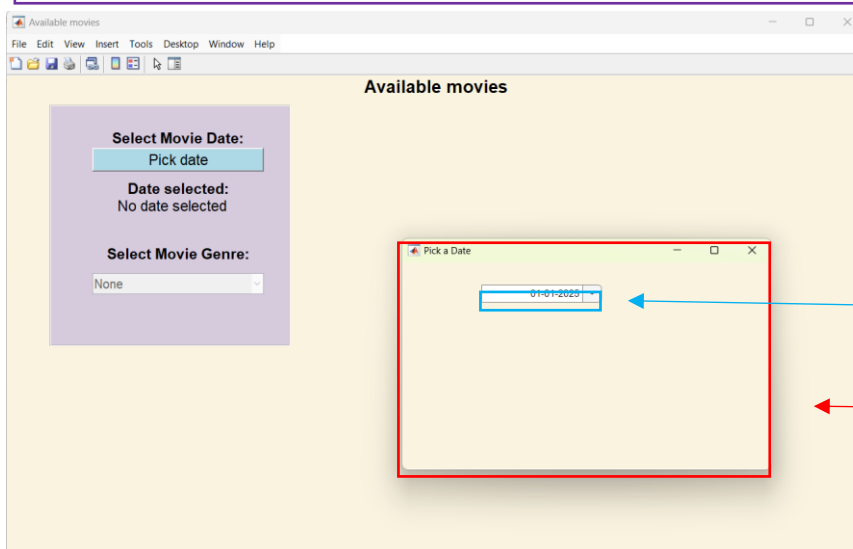 Available movies
File Edit View Insert Tools Desktop Window Help
Available movies
Select Movie Date:
Pick date
Date selected:
No date selected
Select Movie Genre:
None
Pick a Date
01-01-2025